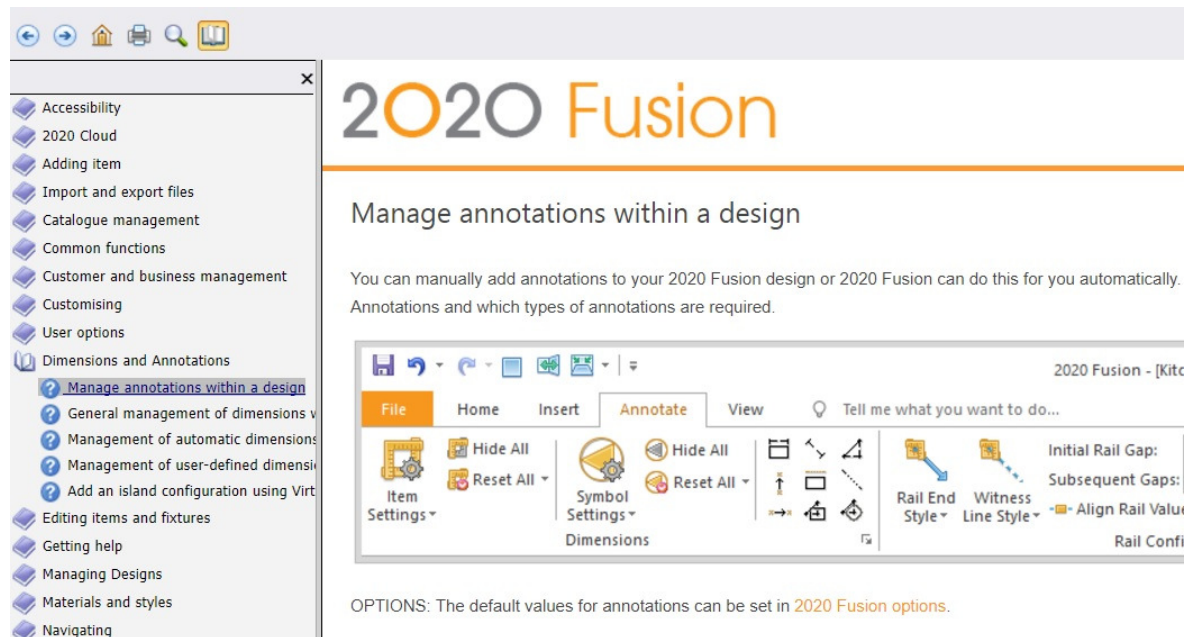 Accessibility
2020 Cloud
Adding item
Import and export files
Catalogue management
Common functions
Customer and business management
Customising
User options
Dimensions and Annotations
Manage annotations within a design
General management of dimensions
Management of automatic dimensions
Management of user-defined dimensi
Add an island configuration using Virt
Editing items and fixtures
Getting help
Managing Designs
Materials and styles
Navigating
2020 Fusion
Manage annotations within a design
You can manually add annotations to your 2020 Fusion design or 2020 Fusion can do this for you automatically.
Annotations and which types of annotations are required.
2020 Fusion - [Kitc
File Home Insert Annotate View Tell me what you want to do...
Item Settings
Hide All
Reset All
Symbol Settings
Hide All
Reset All
Dimensions
Rail End Style
Witness Line Style
Initial Rail Gap:
Subsequent Gaps:
Align Rail Value
Rail Confi
OPTIONS: The default values for annotations can be set in 2020 Fusion options.